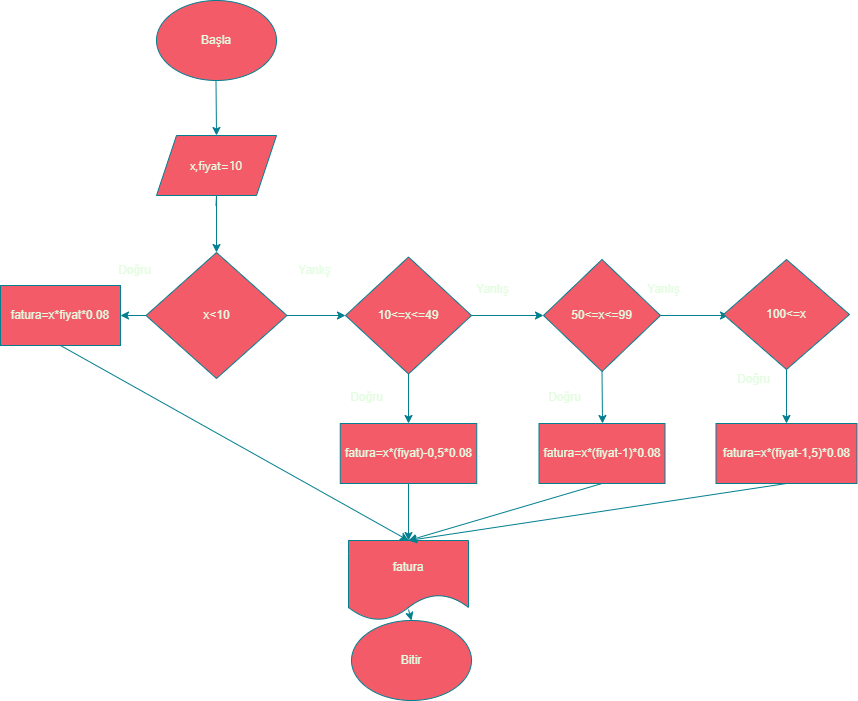 Başla
x,fiyat=10
Doğru
Yanlış
Yanlış
Yanlış
fatura=x*fiyat*0.08
x<10
10<=x<=49
50<=x<=99
100<=x
Doğru
Doğru
Doğru
fatura=x*(fiyat)-0,5*0.08
fatura=x*(fiyat-1)*0.08
fatura=x*(fiyat-1,5)*0.08
fatura
Bitir